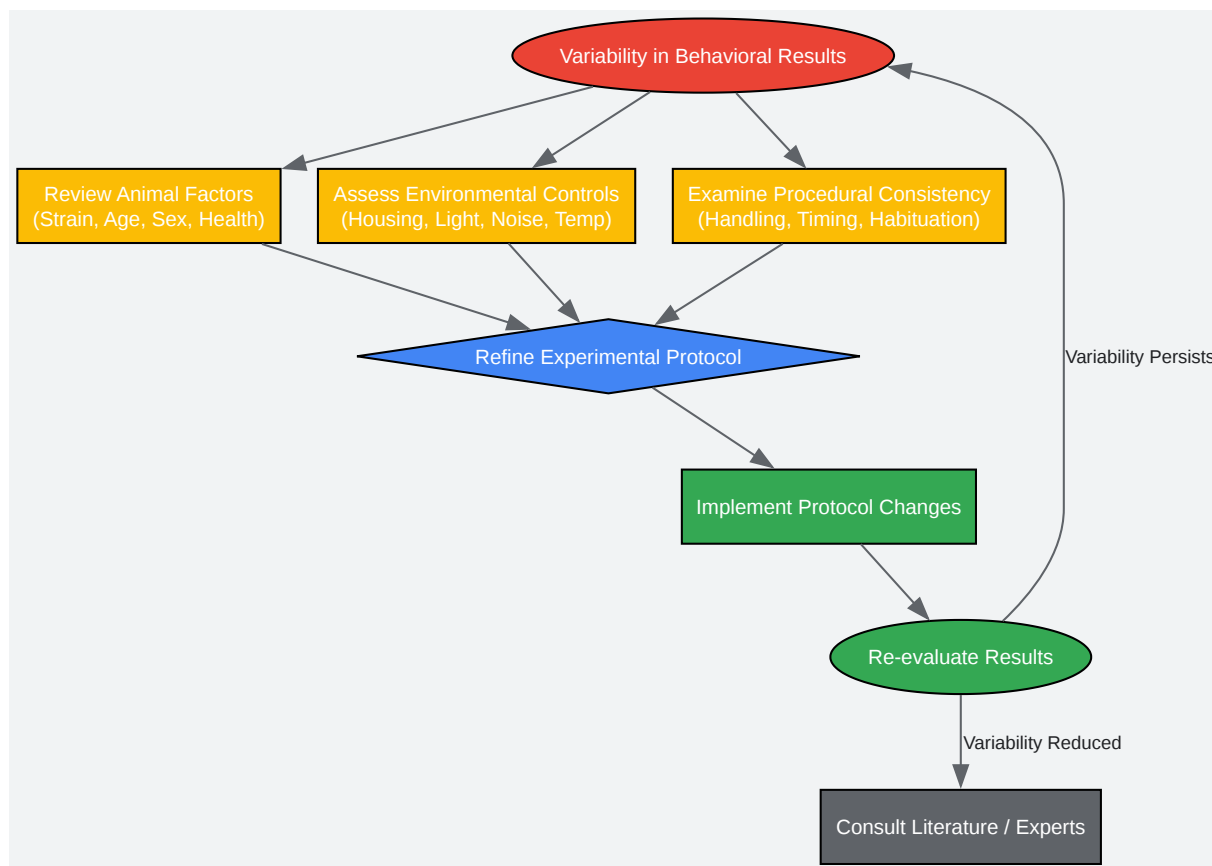 Variability in Behavioral Results
Review Animal Factors
(Strain, Age, Sex, Health)
Assess Environmental Controls
(Housing, Light, Noise, Temp)
Examine Procedural Consistency
(Handling, Timing, Habituation)
Refine Experimental Protocol
Variability Persists
Implement Protocol Changes
Re-evaluate Results
Variability Reduced
Consult Literature / Experts